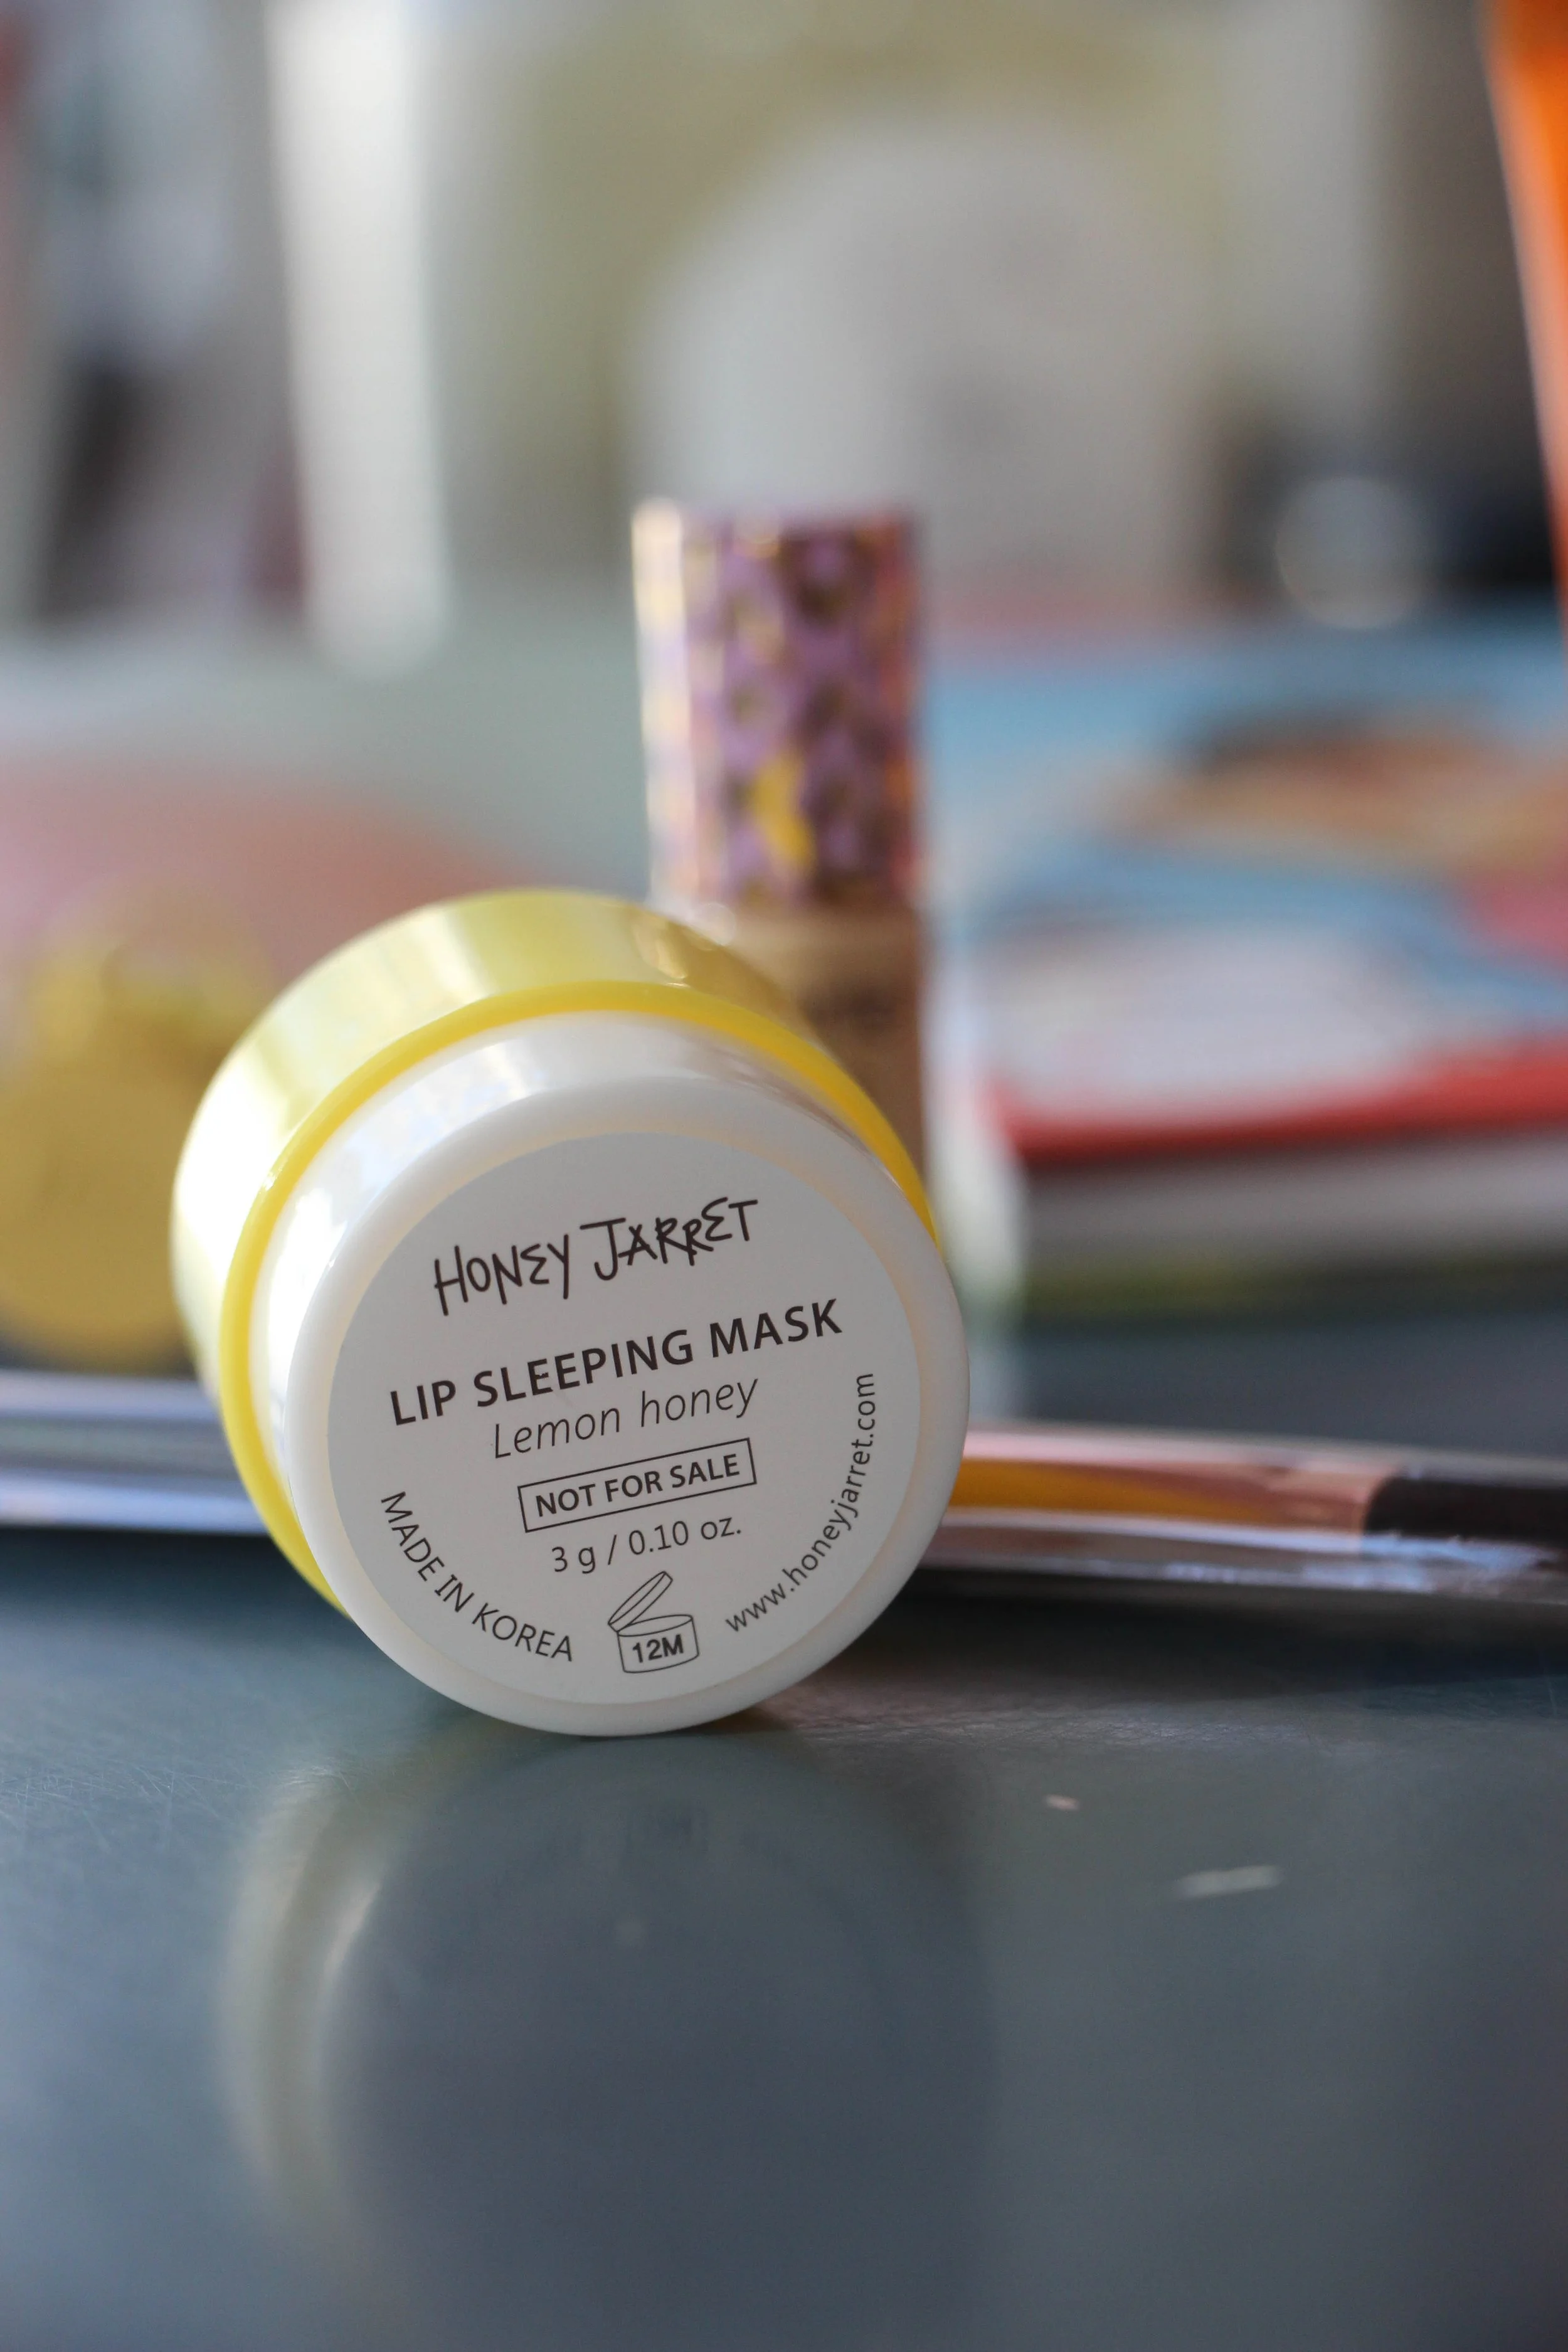 HONEY JARRET
LIP SLEEPING MASK
Lemon honey
NOT FOR SALE
3 g / 0.10 oz.
MADE IN KOREA
12M
www.honeyjarret.com